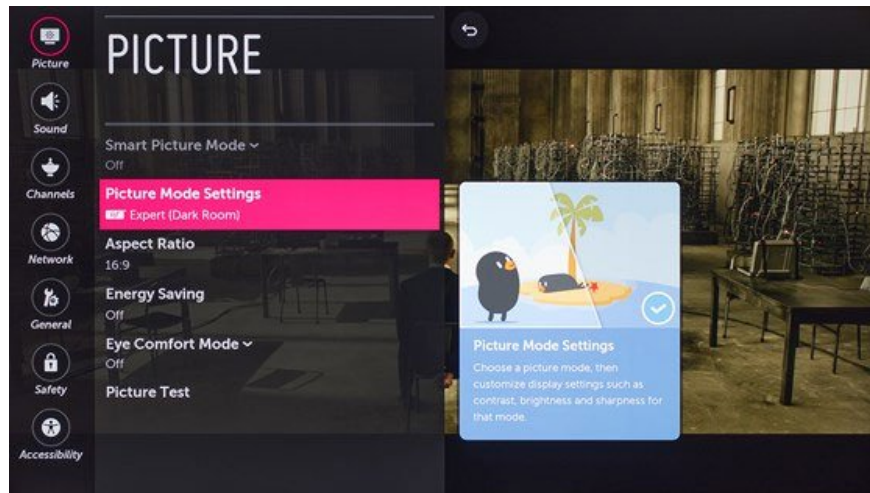 Picture
Sound
Channels
Network
General
Safety
Accessibility
PICTURE
Smart Picture Mode
Off
Picture Mode Settings
Expert (Dark Room)
Aspect Ratio
16:9
Energy Saving
Off
Eye Comfort Mode
Off
Picture Test
Picture Mode Settings
Choose a picture mode, then
customize display settings such as
contrast, brightness and sharpness for
that mode.